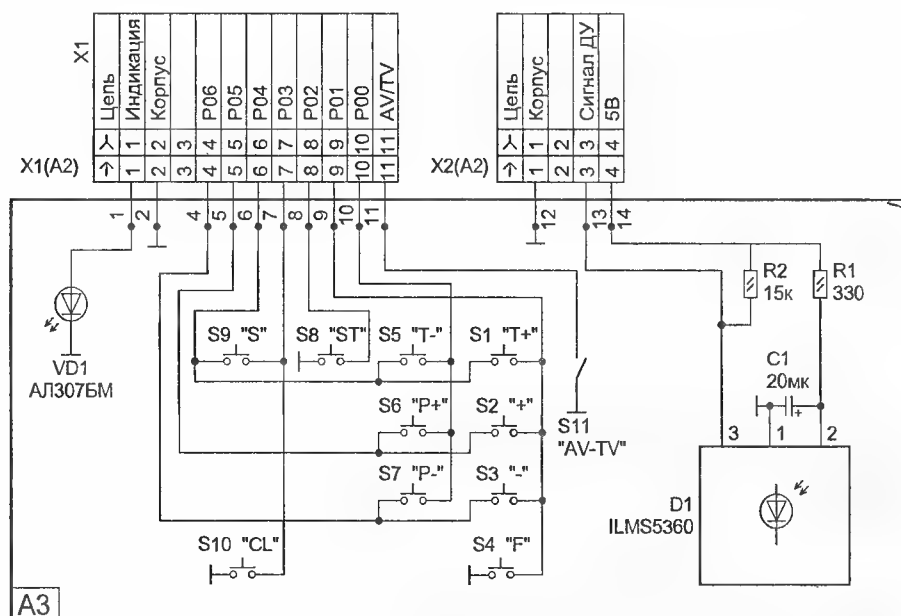 X1
Цепь
Индикация
Корпус
P06
P05
P04
P03
P02
P01
P00
AV/TV
1 2 3 4 5 6 7 8 9 10 11
X1(A2)
1 2 3 4 5 6 7 8 9 10 11
Цепь
Корпус
Сигнал ДУ
5В
1 2 3 4
X2(A2)
1 2 3 4
1 2 4 5 6 7 8 9 10 11 12 13 14
R2
15к
R1
330
VD1
АЛ307БМ
S9 "S"
S8 "ST"
S5 "T-"
S1 "T+"
C1
20мк
+
S6 "P+"
S2 "+"
S11
"AV-TV"
3 1 2
S7 "P-"
S3 "-"
D1
ILMS5360
S10 "CL"
S4 "F"
A3